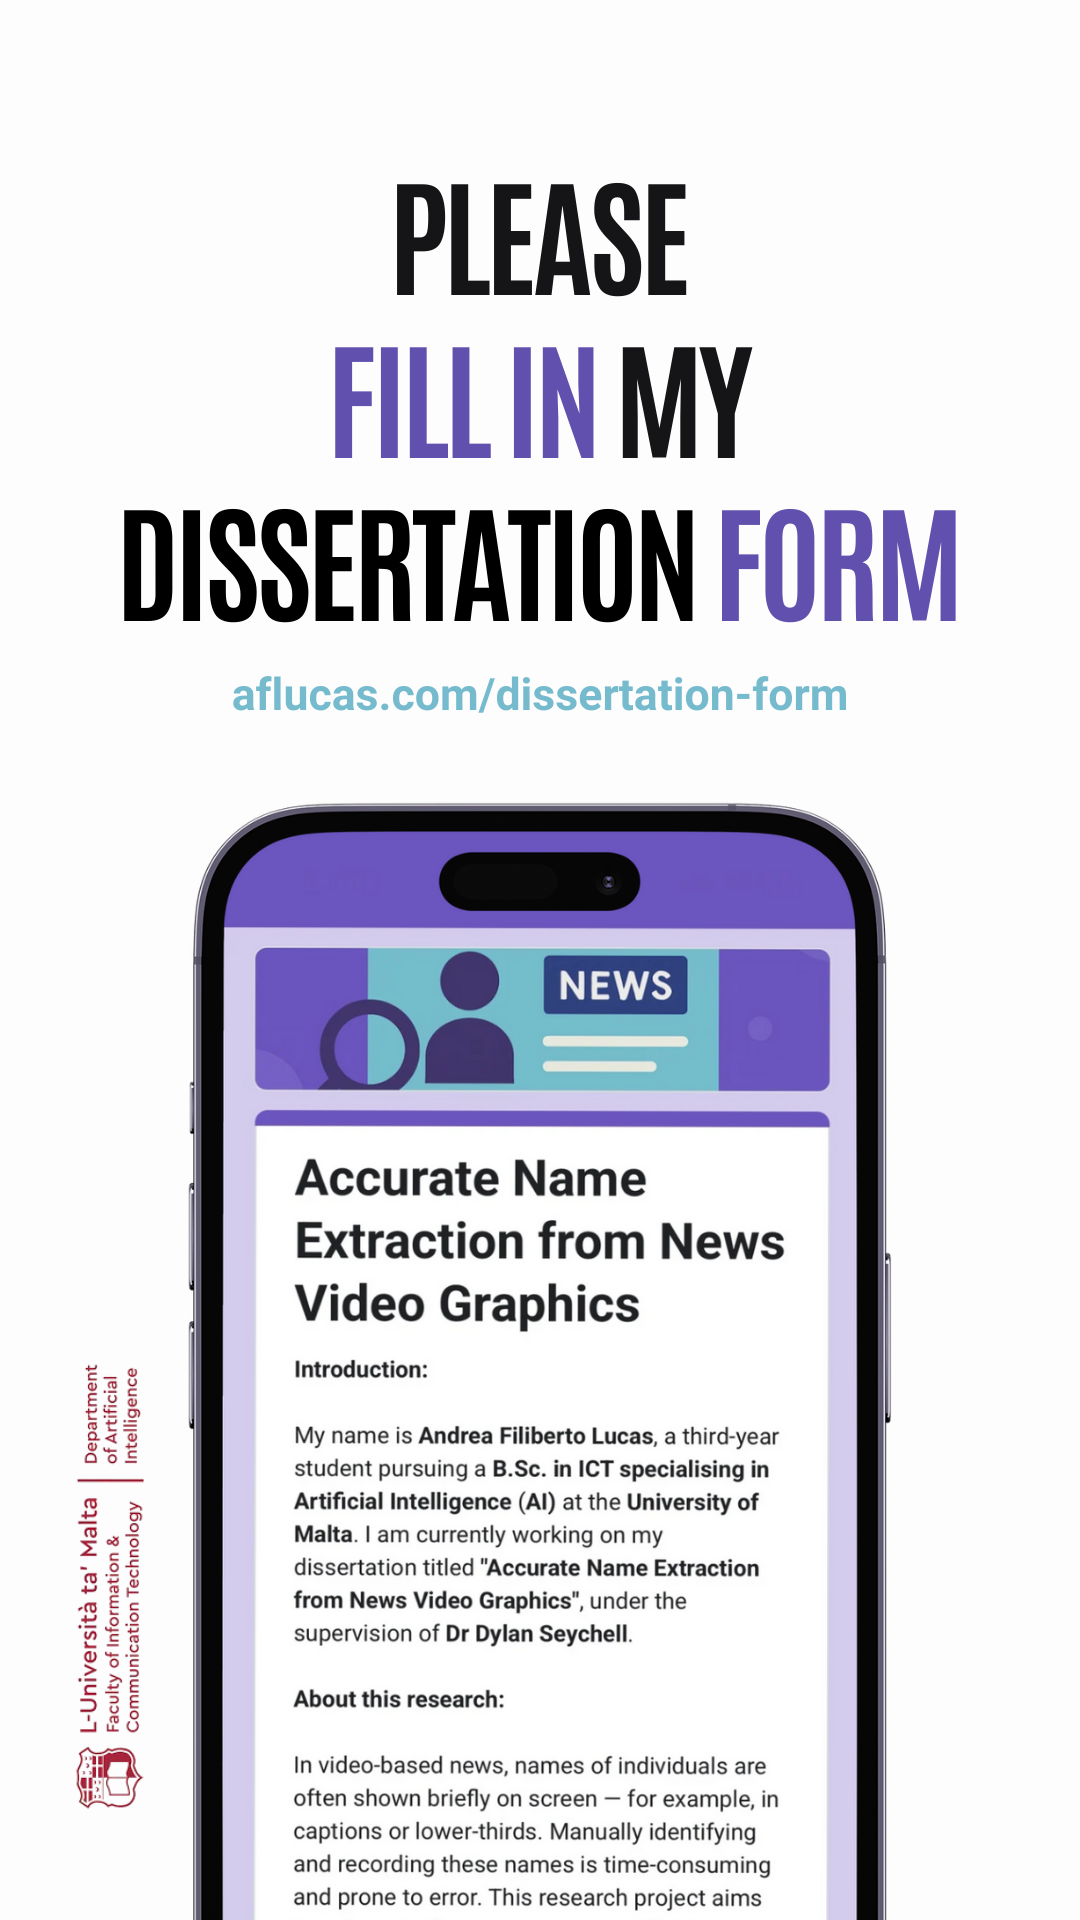 PLEASE
FILL IN MY
DISSERTATION FORM
aflucas.com/dissertation-form
NEWS
Accurate Name
Extraction from News
Video Graphics
Introduction:
My name is Andrea Filiberto Lucas, a third-year
student pursuing a B.Sc. in ICT specialising in
Artificial Intelligence (AI) at the University of
Malta. I am currently working on my
dissertation titled "Accurate Name Extraction
from News Video Graphics", under the
supervision of Dr Dylan Seychell.
About this research:
In video-based news, names of individuals are
often shown briefly on screen — for example, in
captions or lower-thirds. Manually identifying
and recording these names is time-consuming
and prone to error. This research project aims
L-Università ta' Malta
Faculty of Information &
Communication Technology
Department
of Artificial
Intelligence